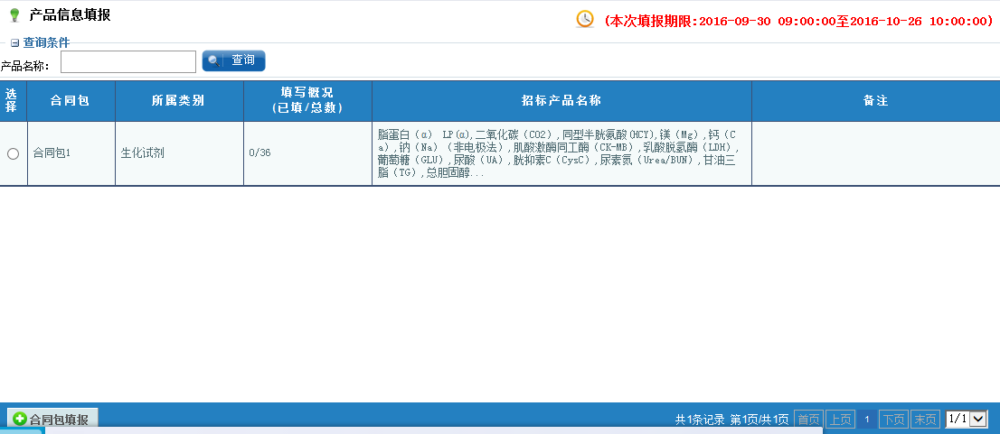 产品信息填报
(本次填报期限:2016-09-30 09:00:00至2016-10-26 10:00:00)
查询条件
产品名称：
查询
选择
合同包
所属类别
填写概况
(已填/总数)
招标产品名称
备注
合同包1
生化试剂
0/36
脂蛋白（α） LP(α),二氧化碳（CO2）,同型半胱氨酸(HCY),镁（Mg）,钙（C
a）,钠（Na）（非电极法）,肌酸激酶同工酶（CK-MB）,乳酸脱氢酶（LDH）,
葡萄糖（GLU）,尿酸（UA）,胱抑素C（CysC）,尿素氮（Urea/BUN）,甘油三
脂（TG）,总胆固醇...
合同包填报
共1条记录 第1页/共1页 首页 上页 1 下页 末页 1/1